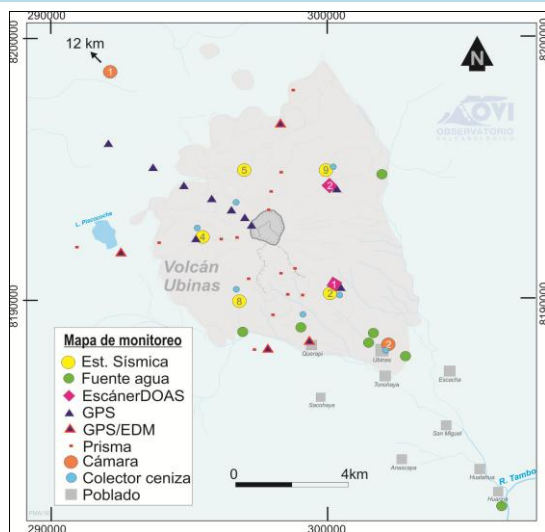 290000
300000
8200000
8200000
12 km
1
N
OVI
OBSERVATORIO
VULCANOLÓGICO
5
9
2
L. Piscococha
4
Volcán
Ubinas
1
2
8
8190000
8190000
2
Querapi
Ubinas
Tonohaya
Escacha
Sacohaya
San Miguel
Anascapa
Huatahua
R. Tambo
Mapa de monitoreo
Est. Sísmica
Fuente agua
EscánerDOAS
GPS
GPS/EDM
Prisma
Cámara
Colector ceniza
Poblado
0
4km
290000
300000